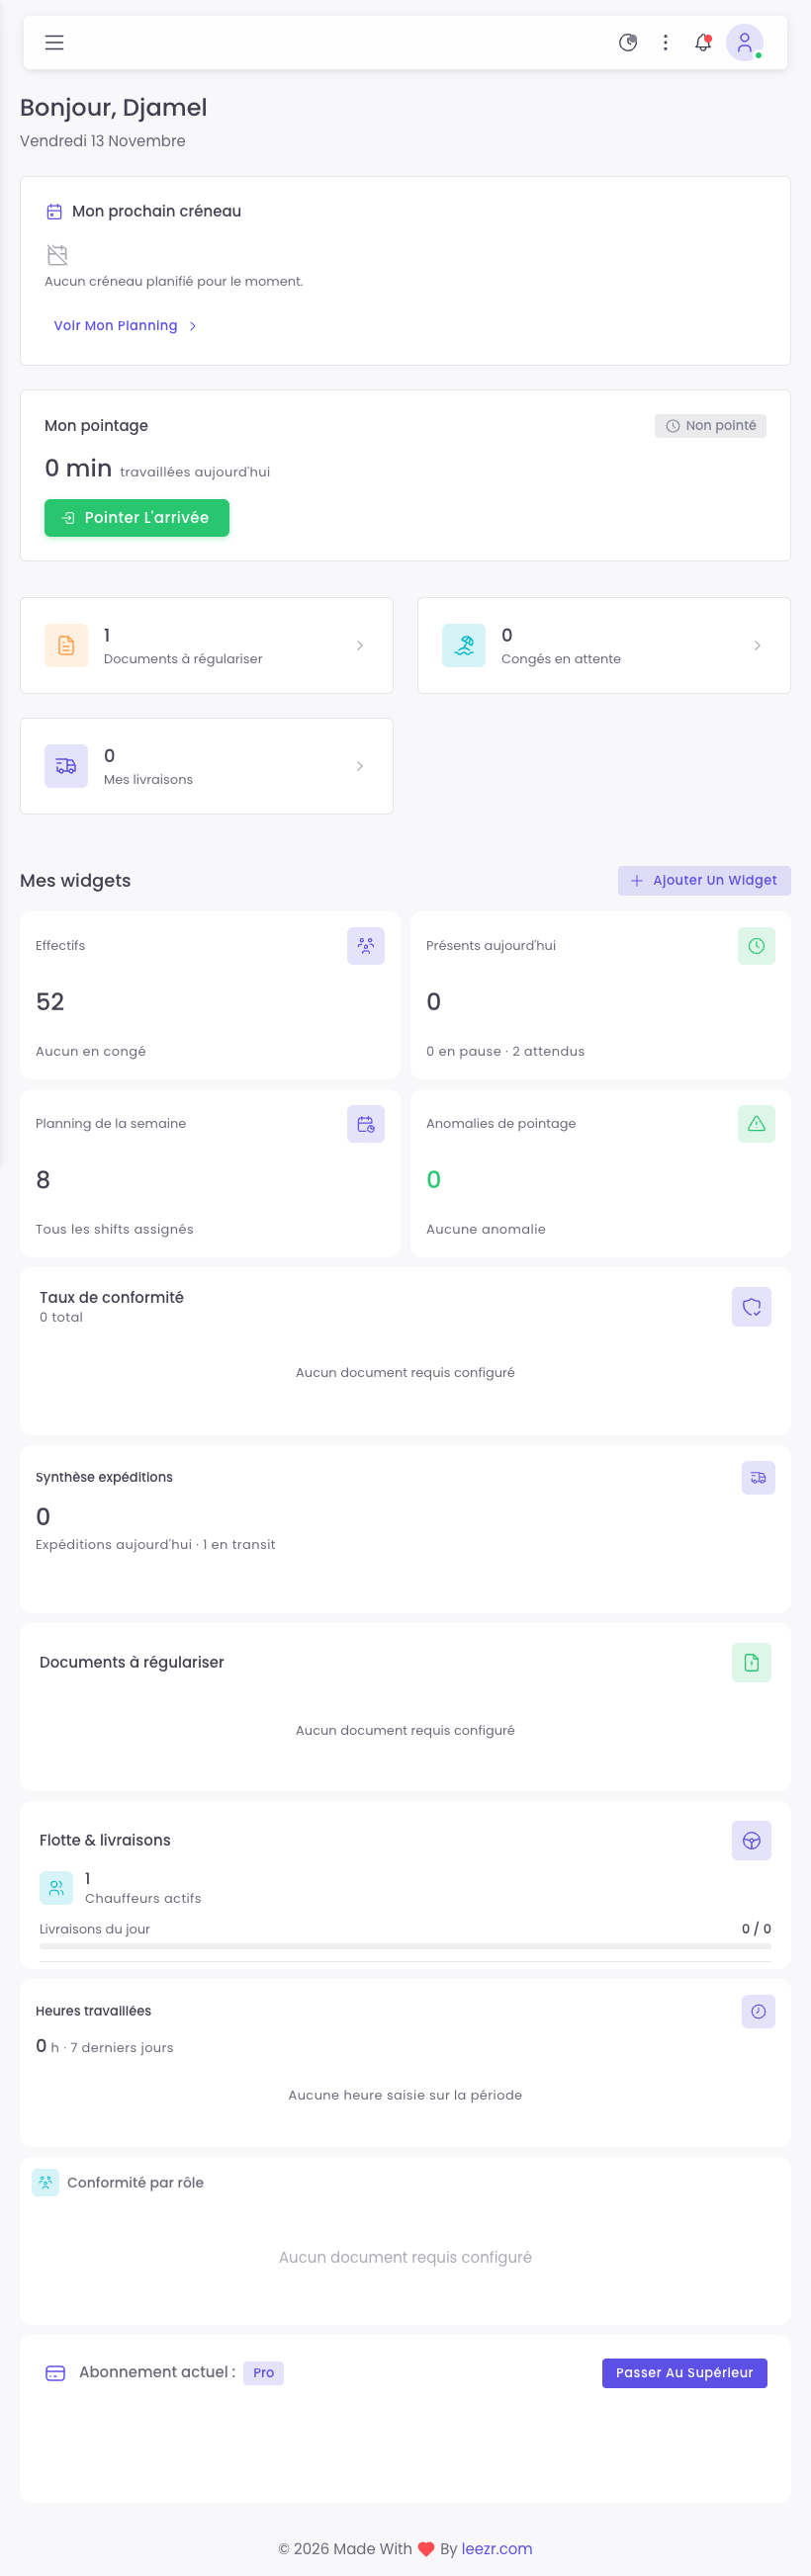 Bonjour, Djamel
Vendredi 13 Novembre
Mon prochain créneau
Aucun créneau planifié pour le moment.
Voir Mon Planning
Mon pointage
Non pointé
0 min travaillées aujourd'hui
Pointer L'arrivée
1
Documents à régulariser
0
Congés en attente
0
Mes livraisons
Mes widgets
Ajouter Un Widget
Effectifs
52
Aucun en congé
Présents aujourd'hui
0
0 en pause · 2 attendus
Planning de la semaine
8
Tous les shifts assignés
Anomalies de pointage
0
Aucune anomalie
Taux de conformité
0 total
Aucun document requis configuré
Synthèse expéditions
0
Expéditions aujourd'hui · 1 en transit
Documents à régulariser
Aucun document requis configuré
Flotte & livraisons
1
Chauffeurs actifs
Livraisons du jour 0 / 0
Heures travaillées
0 h · 7 derniers jours
Aucune heure saisie sur la période
Conformité par rôle
Aucun document requis configuré
Abonnement actuel : Pro
Passer Au Supérieur
© 2026 Made With ❤ By leezr.com